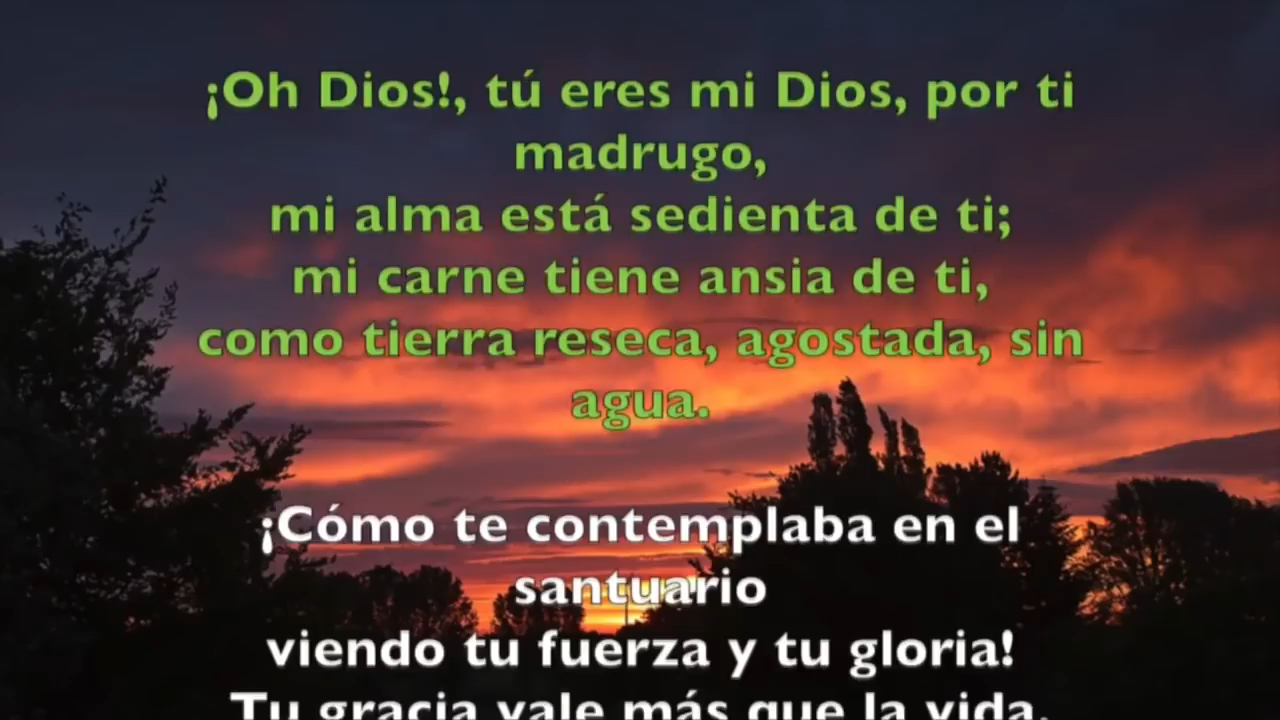 ¡Oh Dios!, tú eres mi Dios, por ti
madrugo,
mi alma está sedienta de ti;
mi carne tiene ansia de ti,
como tierra reseca, agostada, sin
agua.
¡Cómo te contemplaba en el
santuario
viendo tu fuerza y tu gloria!
Tu gracia vale más que la vida,